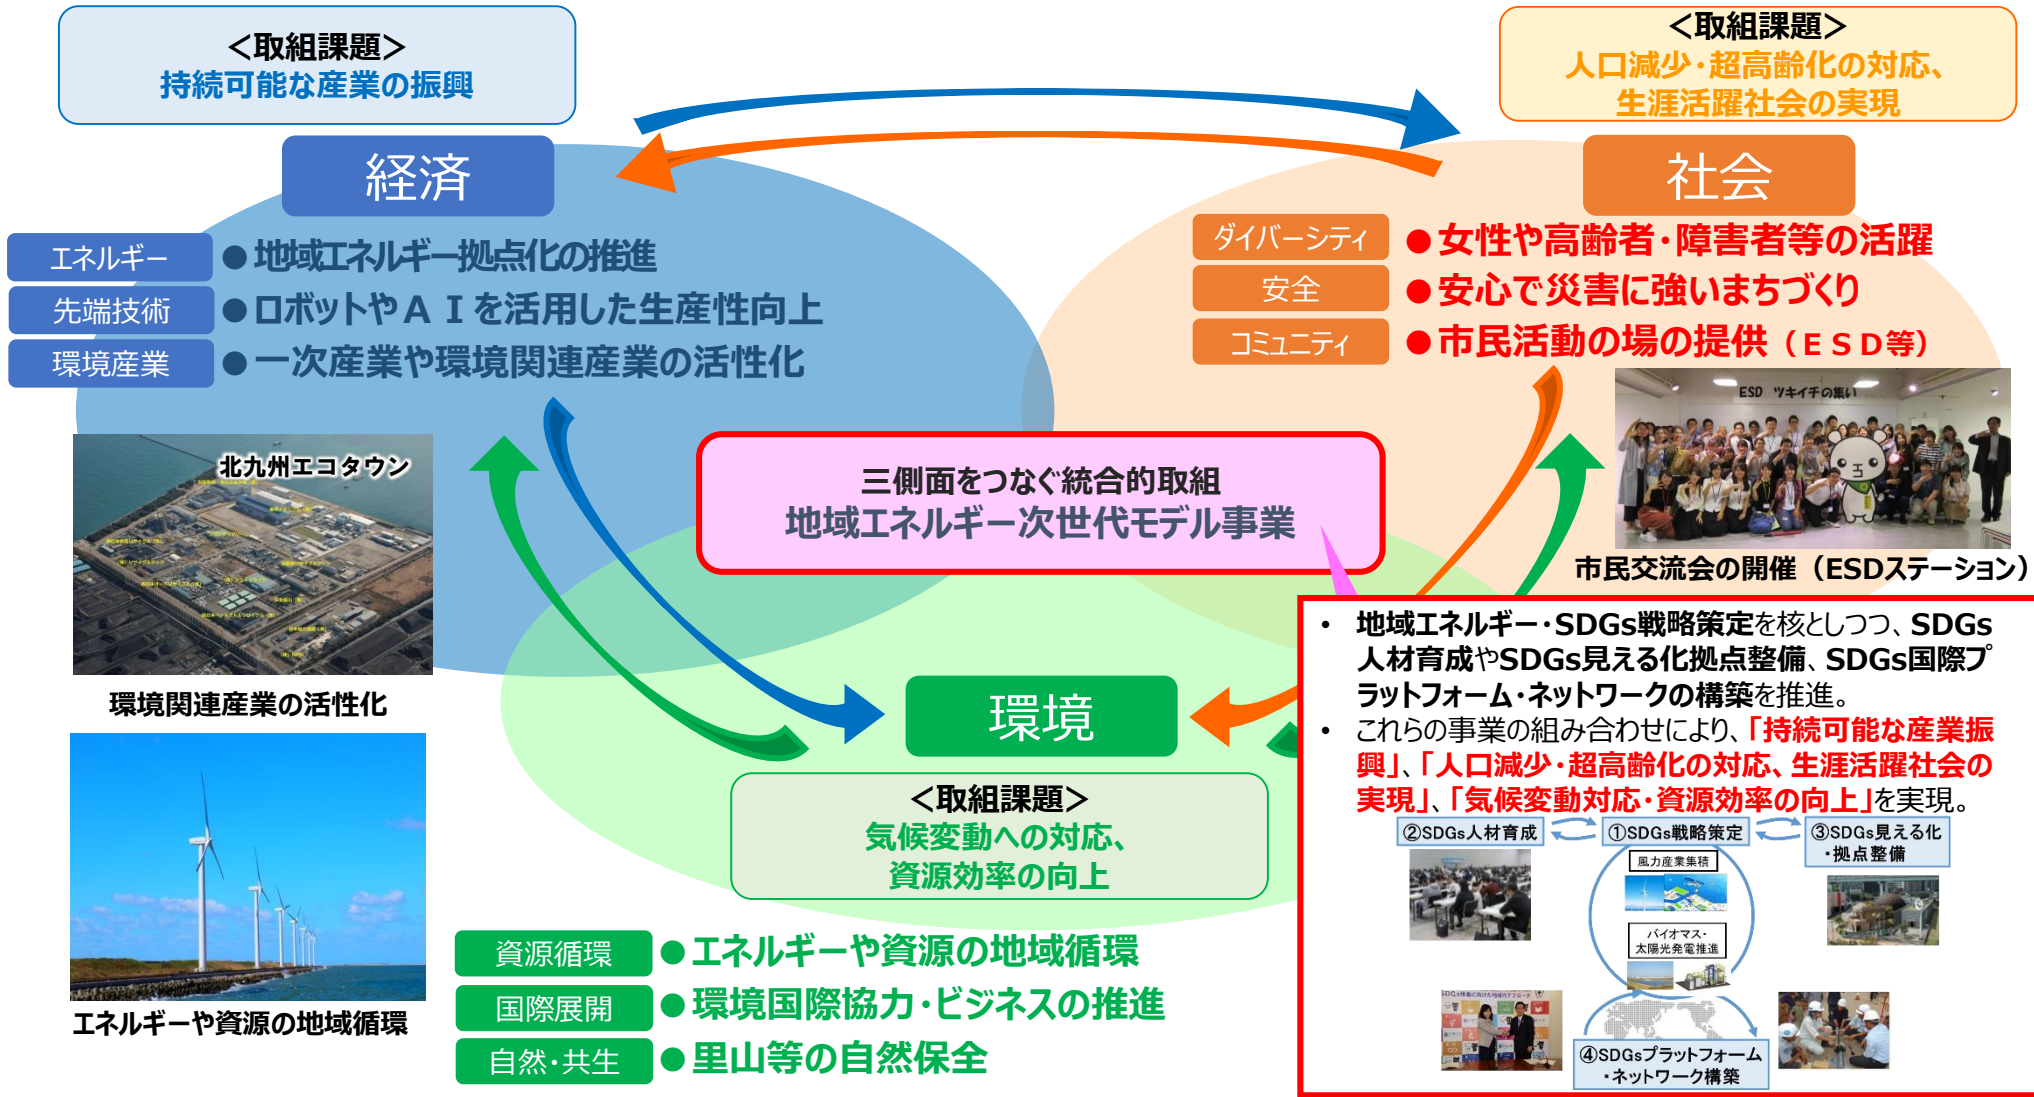 ＜取組課題＞
持続可能な産業の振興
＜取組課題＞
人口減少・超高齢化の対応、
生涯活躍社会の実現
経済
社会
エネルギー
●地域エネルギー拠点化の推進
先端技術
●ロボットやＡＩを活用した生産性向上
環境産業
●一次産業や環境関連産業の活性化
ダイバーシティ
●女性や高齢者・障害者等の活躍
安全
●安心で災害に強いまちづくり
コミュニティ
●市民活動の場の提供（ＥＳＤ等）
北九州エコタウン
環境関連産業の活性化
エネルギーや資源の地域循環
三側面をつなぐ統合的取組
地域エネルギー次世代モデル事業
ESD ツキイチの集い
市民交流会の開催（ESDステーション）
環境
＜取組課題＞
気候変動への対応、
資源効率の向上
資源循環
●エネルギーや資源の地域循環
国際展開
●環境国際協力・ビジネスの推進
自然・共生
●里山等の自然保全
• 地域エネルギー・SDGs戦略策定を核としつつ、SDGs
人材育成やSDGs見える化拠点整備、SDGs国際プ
ラットフォーム・ネットワークの構築を推進。
• これらの事業の組み合わせにより、「持続可能な産業振
興」、「人口減少・超高齢化の対応、生涯活躍社会の
実現」、「気候変動対応・資源効率の向上」を実現。
②SDGs人材育成
①SDGs戦略策定
③SDGs見える化
・拠点整備
風力産業集積
バイオマス・
太陽光発電推進
④SDGsプラットフォーム
・ネットワーク構築